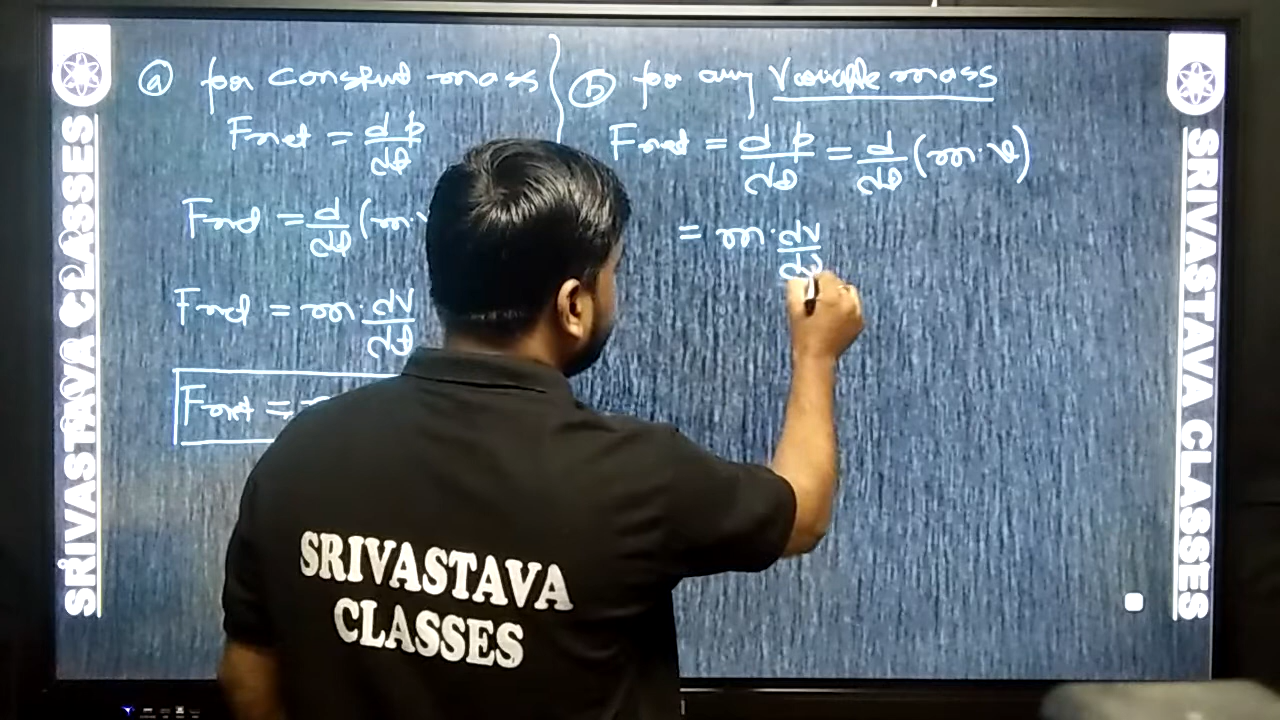 SRIVASTAVA CLASSES
ⓐ for constant mass
Fnet = dp/dt
Fnet = d/dt (m.v
Fnet = m. dv/dt
Fnet =
ⓑ for any Variable mass
Fnet = dp/dt = d/dt (m.v)
= m. dv/dt
SRIVASTAVA CLASSES
SRIVASTAVA
CLASSES